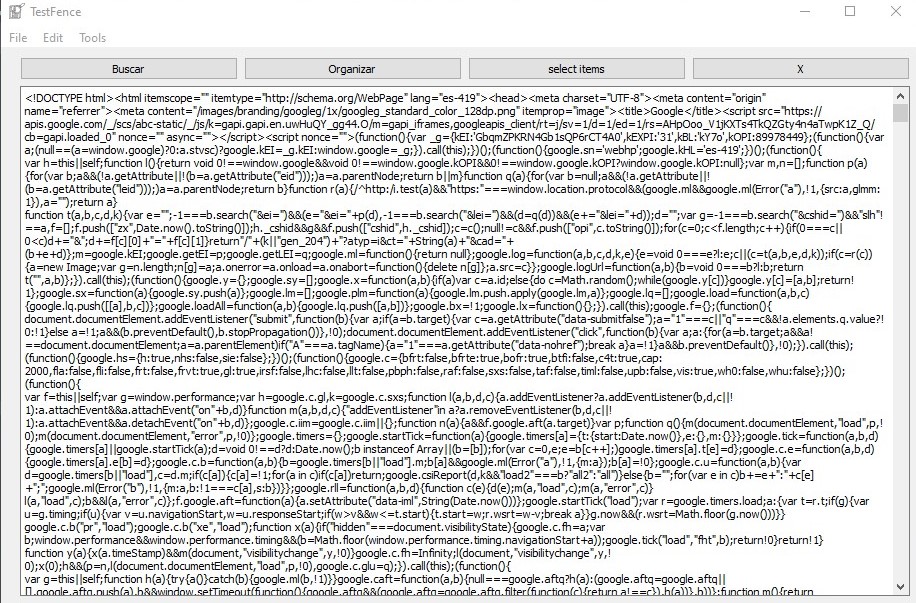 TestFence
File Edit Tools
Buscar Organizar select items X
<!DOCTYPE html><html itemscope="" itemtype="http://schema.org/WebPage" lang="es-419"><head><meta charset="UTF-8"><meta content="origin"
name="referrer"><meta content="/images/branding/googleg/1x/googleg_standard_color_128dp.png" itemprop="image"><title>Google</title><script src="https://
apis.google.com/_/scs/abc-static/_/js/k=gapi.gapi.en.uwHuQY_gg44.O/m=gapi_iframes,googleapis_client/rt=j/sv=1/d=1/ed=1/rs=AHpOoo_V1jKOTs4TkQZGty4n4aTwpK1Z_Q/
cb=gapi.loaded_0" nonce="" async=""></script><script nonce="">(function(){var _g={kEI:'GbqmZPKRN4Gb1sQP6rCT4A0',kEXPI:'31',kBL:'kY7o',kOPI:89978449};(function(){var
a;(null==(a=window.google)?0:a.stvsc)?google.kEI=_g.kEI:window.google=_g;}).call(this);})();(function(){google.sn='webhp';google.kHL='es-419';})();(function(){
var h=this||self;function l(){return void 0!==window.google&&void 0!==window.google.kOPI&&0!==window.google.kOPI?window.google.kOPI:null};var m,n=[];function p(a)
{for(var b;a&&(!a.getAttribute||!(b=a.getAttribute("eid")));)a=a.parentNode;return b||m}function q(a){for(var b=null;a&&(!a.getAttribute||!
(b=a.getAttribute("leid")));)a=a.parentNode;return b}function r(a){/^http:/i.test(a)&&"https:"===window.location.protocol&&(google.ml&&google.ml(Error("a"),!1,{src:a,glmm:
1}),a="");return a}
function t(a,b,c,d,k){var e="";-1===b.search("&ei=")&&(e="&ei="+p(d),-1===b.search("&lei=")&&(d=q(d))&&(e+="&lei="+d));d="";var g=-1===b.search("&cshid=")&&"slh"!
==a,f=[];f.push(["zx",Date.now().toString()]);h._cshid&&g&&f.push(["cshid",h._cshid]);c=c();null!=c&&f.push(["opi",c.toString()]);for(c=0;c<f.length;c++){if(0===c||
0<c)d+="&";d+=f[c][0]+"="+f[c][1]}return"/"+(k||"gen_204")+"?atyp=i&ct="+String(a)+"&cad="+
(b+e+d)};m=google.kEI;google.getEI=p;google.getLEI=q;google.ml=function(){return null};google.log=function(a,b,c,d,k,e){e=void 0===e?l:e;c||(c=t(a,b,e,d,k));if(c=r(c))
{a=new Image;var g=n.length;n[g]=a;a.onerror=a.onload=a.onabort=function(){delete n[g]};a.src=c}};google.logUrl=function(a,b){b=void 0===b?l:b;return
t("",a,b)};}).call(this);(function(){google.y={};google.sy=[];google.x=function(a,b){if(a)var c=a.id;else{do c=Math.random();while(google.y[c])}google.y[c]=[a,b];return!
1};google.sx=function(a){google.sy.push(a)};google.lm=[];google.plm=function(a){google.lm.push.apply(google.lm,a)};google.lq=[];google.load=function(a,b,c)
{google.lq.push([[a],b,c])};google.loadAll=function(a,b){google.lq.push([a,b])};google.bx=!1;google.lx=function(){};}).call(this);google.f={};(function(){
document.documentElement.addEventListener("submit",function(b){var a;if(a=b.target){var c=a.getAttribute("data-submitfalse");a="1"===c||"q"===c&&!a.elements.q.value?!
0:!1}else a=!1;a&&(b.preventDefault(),b.stopPropagation())},!0);document.documentElement.addEventListener("click",function(b){var a;a:{for(a=b.target;a&&a!
==document.documentElement;a=a.parentElement)if("A"===a.tagName){a="1"===a.getAttribute("data-nohref");break a}a=!1}a&&b.preventDefault()},!0);}).call(this);
(function(){google.hs={h:true,nhs:false,sie:false};})();(function(){google.c={bfrt:false,bfrte:true,bofr:true,btfi:false,c4t:true,cap:
2000,fla:false,fli:false,frt:false,frvt:true,gl:true,irsf:false,lhc:false,llt:false,pbph:false,raf:false,sxs:false,taf:false,timl:false,upb:false,vis:true,wh0:false,whu:false};})();
(function(){
var f=this||self;var g=window.performance;var h=google.c.gl,k=google.c.sxs;function l(a,b,d,c){a.addEventListener?a.addEventListener(b,d,c||!
1):a.attachEvent&&a.attachEvent("on"+b,d)}function m(a,b,d,c){"addEventListener"in a?a.removeEventListener(b,d,c||!
1):a.attachEvent&&a.detachEvent("on"+b,d)};google.c.iim=google.c.iim||{};function n(a){a&&f.google.aft(a.target)}var p;function q(){m(document.documentElement,"load",p,!
0);m(document.documentElement,"error",p,!0)};google.timers={};google.startTick=function(a){google.timers[a]={t:{start:Date.now()},e:{},m:{}}};google.tick=function(a,b,d)
{google.timers[a]||google.startTick(a);d=void 0!==d?d:Date.now();b instanceof Array||(b=[b]);for(var c=0,e;e=b[c++];)google.timers[a].t[e]=d};google.c.e=function(a,b,d)
{google.timers[a].e[b]=d};google.c.b=function(a,b){b=google.timers[b||"load"].m;b[a]&&google.ml(Error("a"),!1,{m:a});b[a]=!0};google.c.u=function(a,b){var
d=google.timers[b||"load"],c=d.m;if(c[a]){c[a]=!1;for(a in c)if(c[a])return;google.csiReport(d,k&&"load2"===b?"all2":"all")}else{b="";for(var e in c)b+=e+":"+c[e]
+";";google.ml(Error("b"),!1,{m:a,b:!1===c[a],s:b})}};google.rll=function(a,b,d){function c(e){d(e);m(a,"load",c);m(a,"error",c)}
l(a,"load",c);b&&l(a,"error",c)};f.google.aft=function(a){a.setAttribute("data-iml",String(Date.now()))};google.startTick("load");var r=google.timers.load;a:{var t=r.t;if(g){var
u=g.timing;if(u){var v=u.navigationStart,w=u.responseStart;if(w>v&&w<=t.start){t.start=w;r.wsrt=w-v;break a}}g.now&&(r.wsrt=Math.floor(g.now()))}}
google.c.b("pr","load");google.c.b("xe","load");function x(a){if("hidden"===document.visibilityState){google.c.fh=a;var
b;window.performance&&window.performance.timing&&(b=Math.floor(window.performance.timing.navigationStart+a));google.tick("load","fht",b);return!0}return!1}
function y(a){x(a.timeStamp)&&m(document,"visibilitychange",y,!0)}google.c.fh=Infinity;l(document,"visibilitychange",y,!
0);x(0);h&&(p=n,l(document.documentElement,"load",p,!0),google.c.glu=q);}).call(this);(function(){
var g=this||self;function h(a){try{a()}catch(b){google.ml(b,!1)}}google.caft=function(a,b){null===google.aftq?h(a):(google.aftq=google.aftq||
[],google.aftq.push(a),b&&window.setTimeout(function(){google.aftq&&(google.aftq=google.aftq.filter(function(c){return a!==c}),h(a))},b))};function m(){return